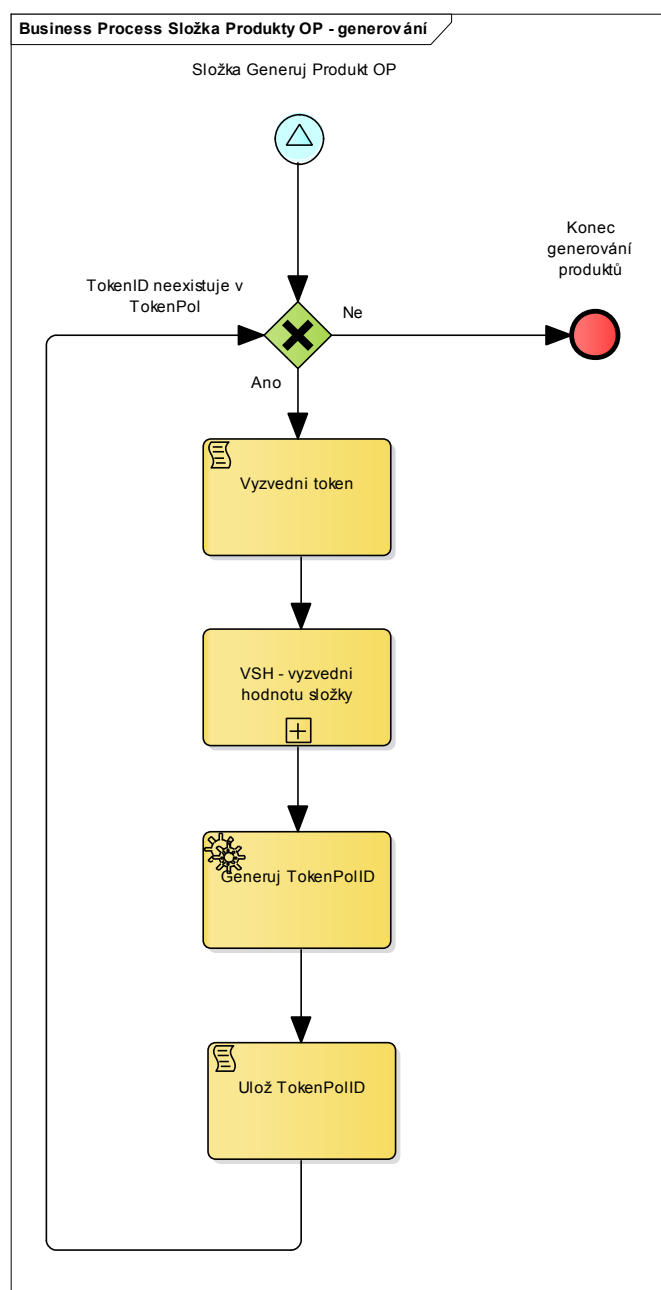 Business Process Složka Produkty OP - generování
Složka Generuj Produkt OP
Konec
generování
produktů
TokenID neexistuje v
TokenPol
Ne
Ano
Vyzvedni token
VSH - vyzvedni
hodnotu složky
Generuj TokenPolID
Ulož TokenPolID